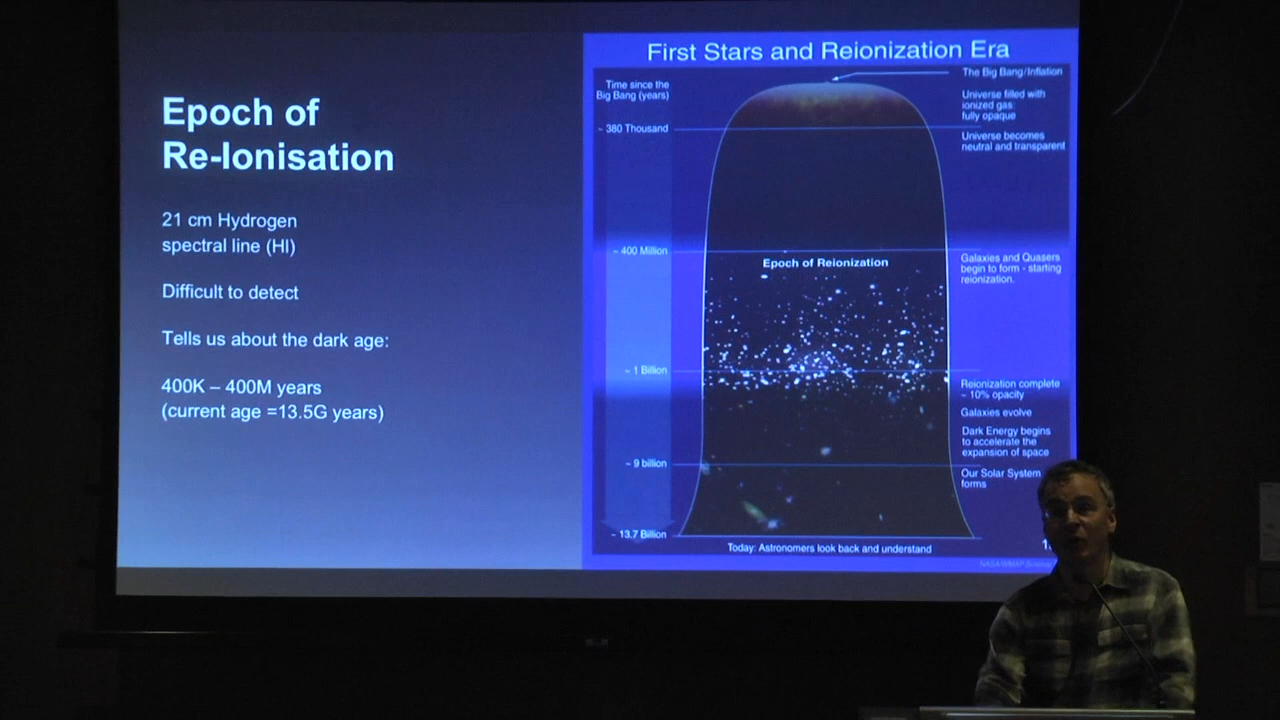 Epoch of
Re-Ionisation
21 cm Hydrogen
spectral line (HI)
Difficult to detect
Tells us about the dark age:
400K – 400M years
(current age =13.5G years)
First Stars and Reionization Era
Time since the
Big Bang (years)
~ 380 Thousand
~ 400 Million
~ 1 Billion
~ 9 billion
~ 13.7 Billion
The Big Bang/Inflation
Universe filled with
ionized gas:
fully opaque
Universe becomes
neutral and transparent
Epoch of Reionization
Galaxies and Quasers
begin to form - starting
reionization.
Reionization complete
~ 10% opacity
Galaxies evolve
Dark Energy begins
to accelerate the
expansion of space
Our Solar System
forms
Today: Astronomers look back and understand
NASA/WMAP